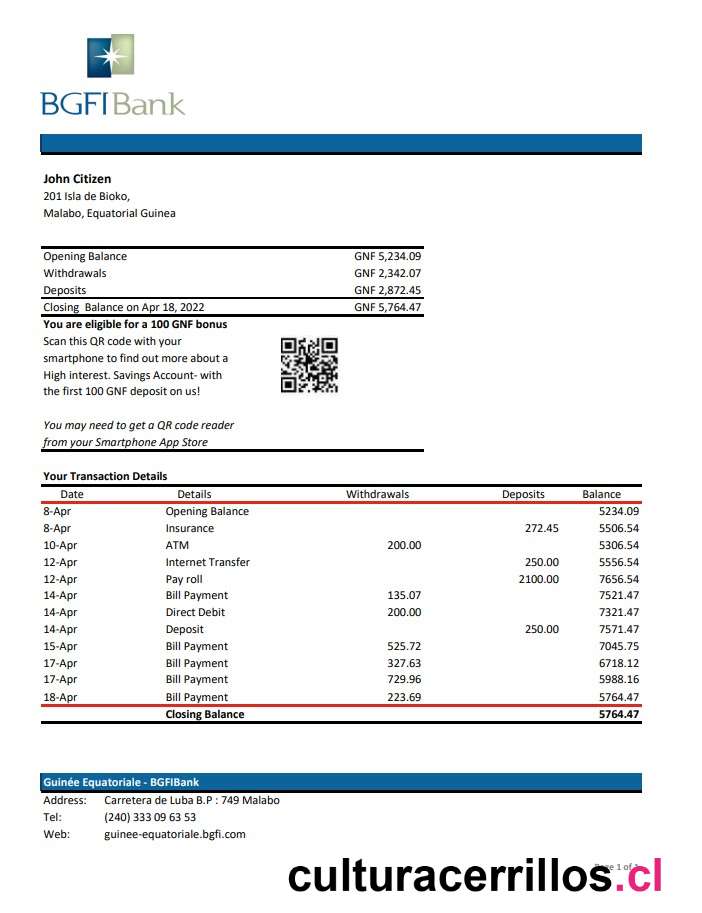 BGFIBank
John Citizen
201 Isla de Bioko,
Malabo, Equatorial Guinea
Opening Balance GNF 5,234.09
Withdrawals GNF 2,342.07
Deposits GNF 2,872.45
Closing Balance on Apr 18, 2022 GNF 5,764.47
You are eligible for a 100 GNF bonus
Scan this QR code with your
smartphone to find out more about a
High interest. Savings Account- with
the first 100 GNF deposit on us!
You may need to get a QR code reader
from your Smartphone App Store
Your Transaction Details
Date Details Withdrawals Deposits Balance
8-Apr Opening Balance 5234.09
8-Apr Insurance 272.45 5506.54
10-Apr ATM 200.00 5306.54
12-Apr Internet Transfer 250.00 5556.54
12-Apr Pay roll 2100.00 7656.54
14-Apr Bill Payment 135.07 7521.47
14-Apr Direct Debit 200.00 7321.47
14-Apr Deposit 250.00 7571.47
15-Apr Bill Payment 525.72 7045.75
17-Apr Bill Payment 327.63 6718.12
17-Apr Bill Payment 729.96 5988.16
18-Apr Bill Payment 223.69 5764.47
Closing Balance 5764.47
Guinée Equatoriale - BGFIBank
Address: Carretera de Luba B.P : 749 Malabo
Tel: (240) 333 09 63 53
Web: guinee-equatoriale.bgfi.com
Page 1 of 1
culturacerrillos.cl